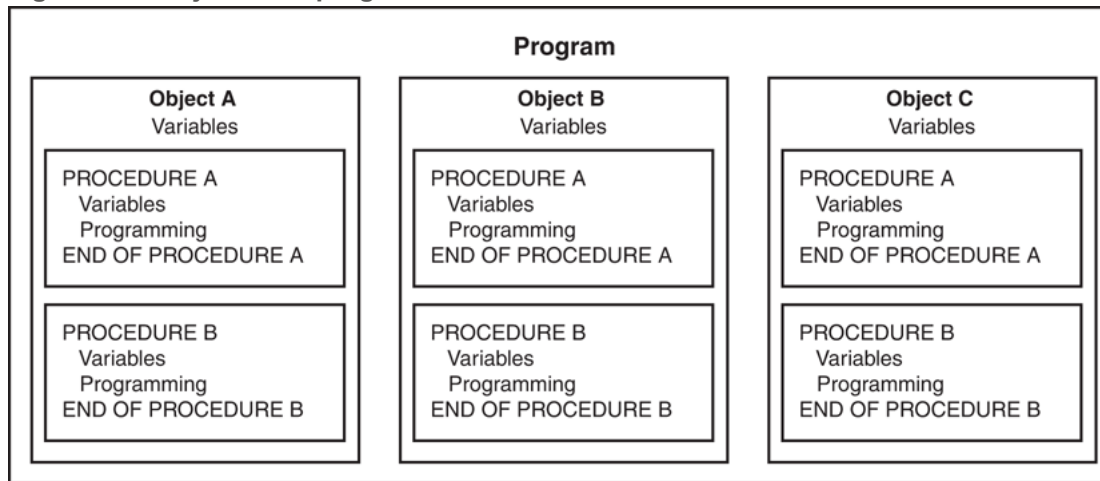 Program
Object A
Variables
PROCEDURE A
Variables
Programming
END OF PROCEDURE A
PROCEDURE B
Variables
Programming
END OF PROCEDURE B
Object B
Variables
PROCEDURE A
Variables
Programming
END OF PROCEDURE A
PROCEDURE B
Variables
Programming
END OF PROCEDURE B
Object C
Variables
PROCEDURE A
Variables
Programming
END OF PROCEDURE A
PROCEDURE B
Variables
Programming
END OF PROCEDURE B